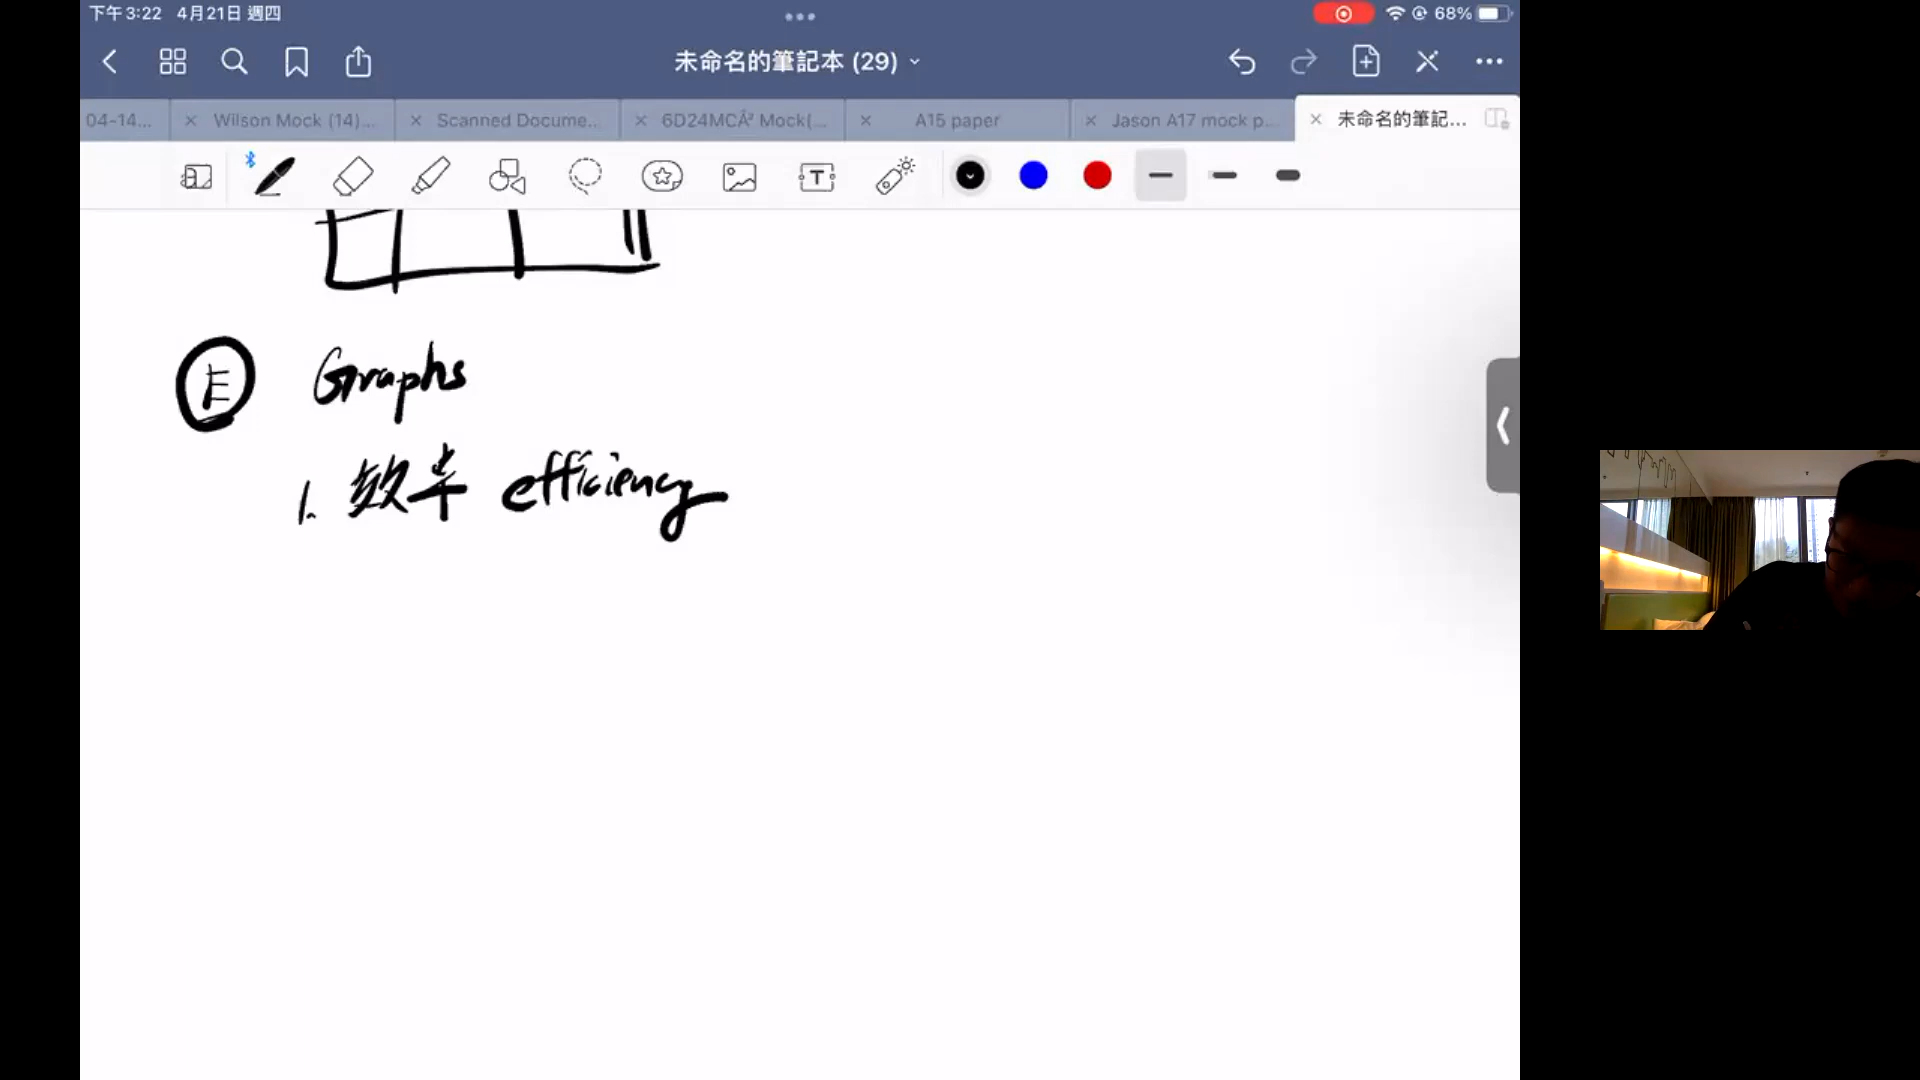 下午3:22 4月21日 週四
68%
未命名的筆記本 (29)
04-14...
Wilson Mock (14)...
Scanned Docume...
6D24MCÂ² Mock(...
A15 paper
Jason A17 mock p...
未命名的筆記...
E Graphs
1. 效率 efficiency